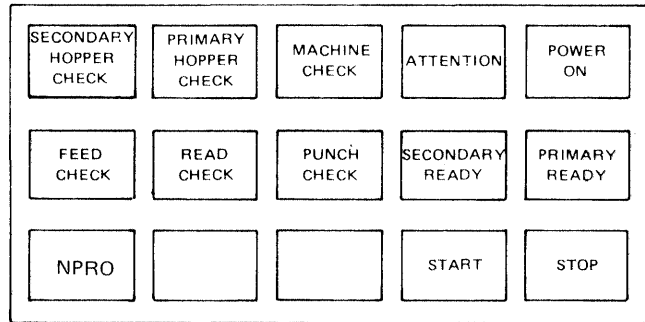 SECONDARY HOPPER CHECK
PRIMARY HOPPER CHECK
MACHINE CHECK
ATTENTION
POWER ON
FEED CHECK
READ CHECK
PUNCH CHECK
SECONDARY READY
PRIMARY READY
NPRO
START
STOP